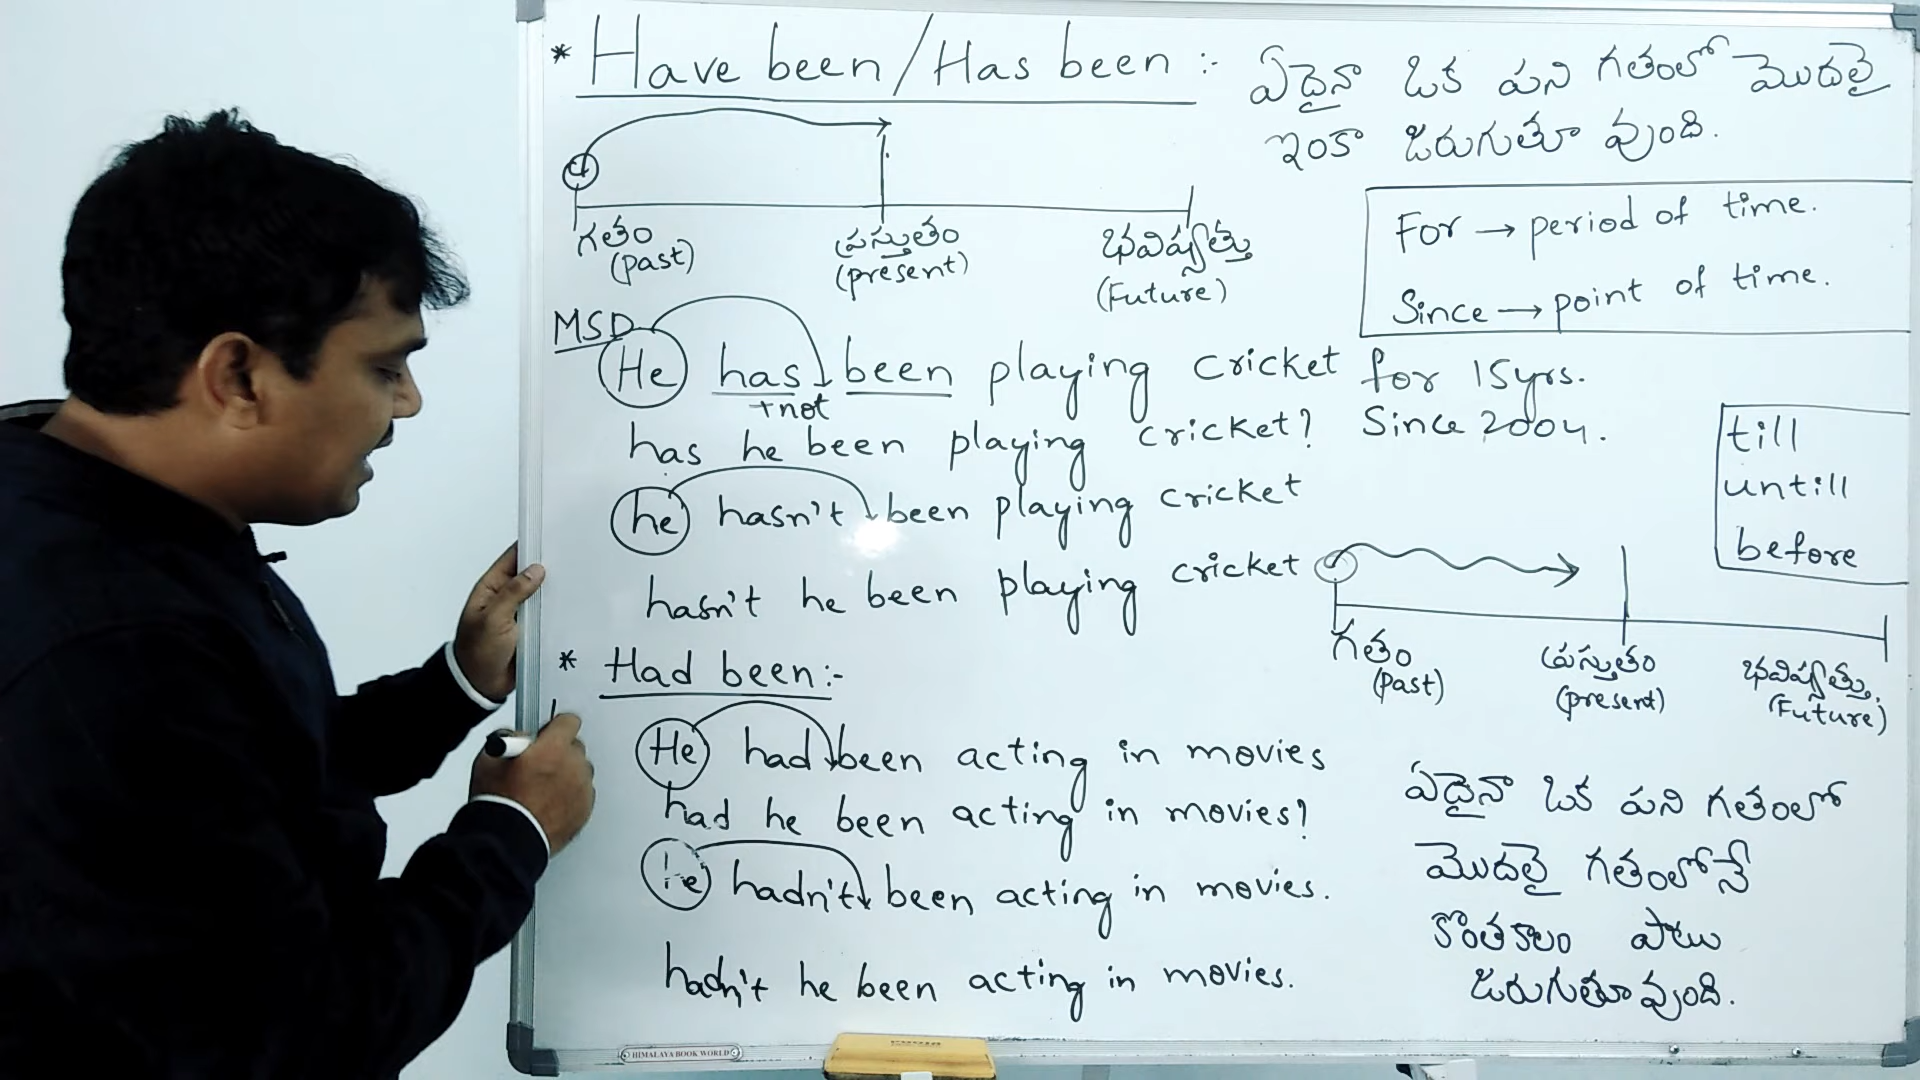 * Have been / Has been :-
ఏదైనా ఒక పని గతంలో మొదలై
ఇంకా జరుగుతూ వుంది.
గతం
(past)
ప్రస్తుతం
(present)
భవిష్యత్తు
(Future)
For → period of time.
Since → point of time.
MSD
He has been playing cricket for 15yrs.
+not
has he been playing cricket? Since 2004.
he hasn't been playing cricket
hasn't he been playing cricket
till
untill
before
గతం
(past)
ప్రస్తుతం
(present)
భవిష్యత్తు.
(Future)
* Had been:-
He had been acting in movies
had he been acting in movies?
He hadn't been acting in movies.
hadn't he been acting in movies.
ఏదైనా ఒక పని గతంలో
మొదలై గతంలోనే
కొంతకాలం పాటు
జరుగుతూ వుంది.
HIMALAYA BOOK WORLD